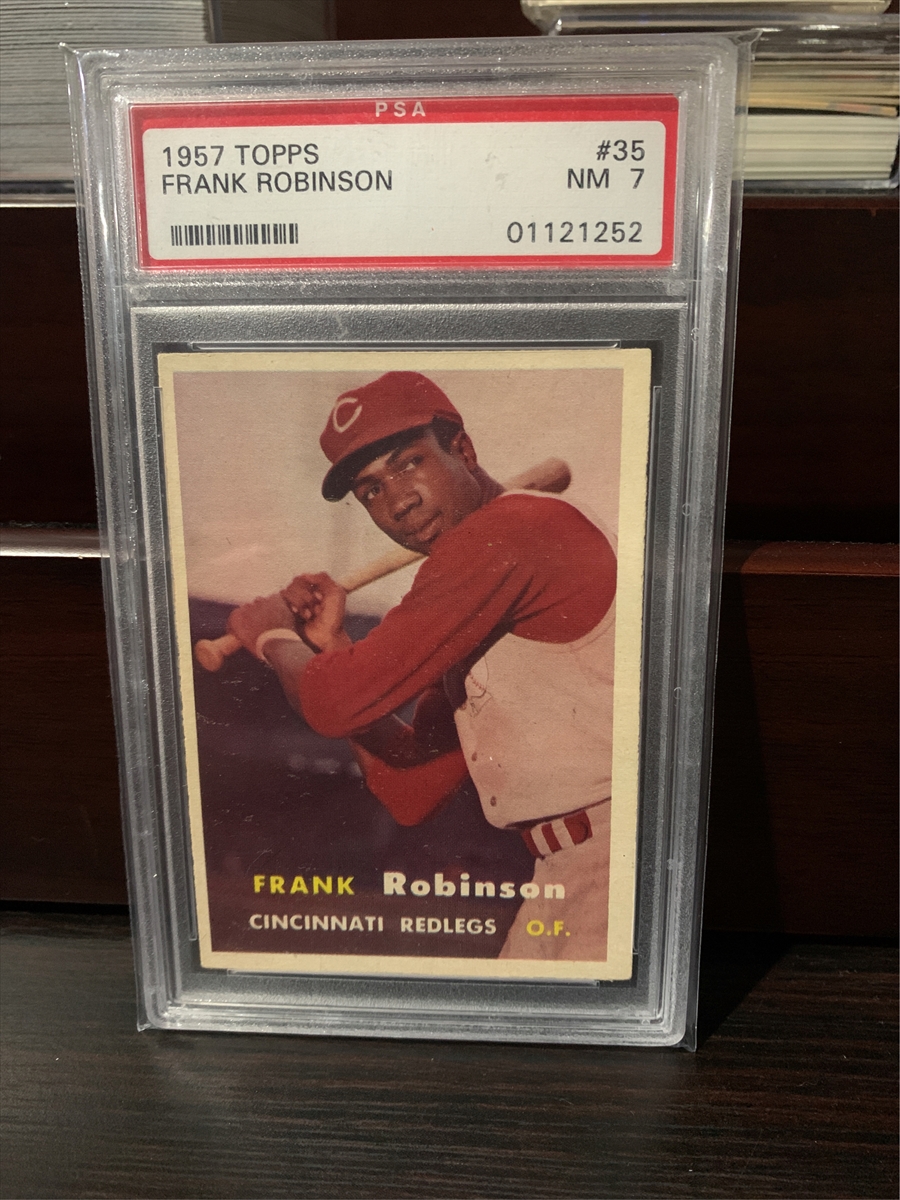 PSA
1957 TOPPS #35
FRANK ROBINSON NM 7
01121252
C
FRANK Robinson
CINCINNATI REDLEGS O.F.